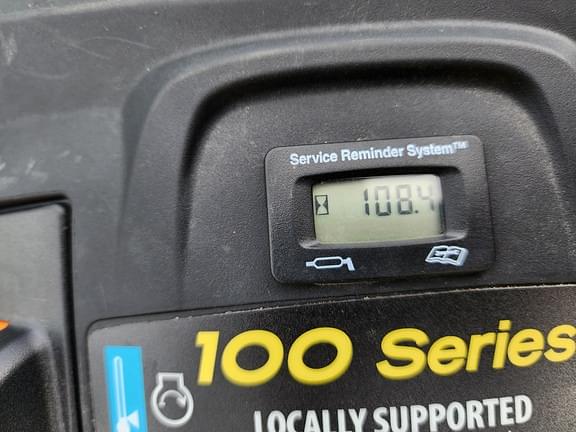 Service Reminder System™
108.4
100 Series
LOCALLY SUPPORTED